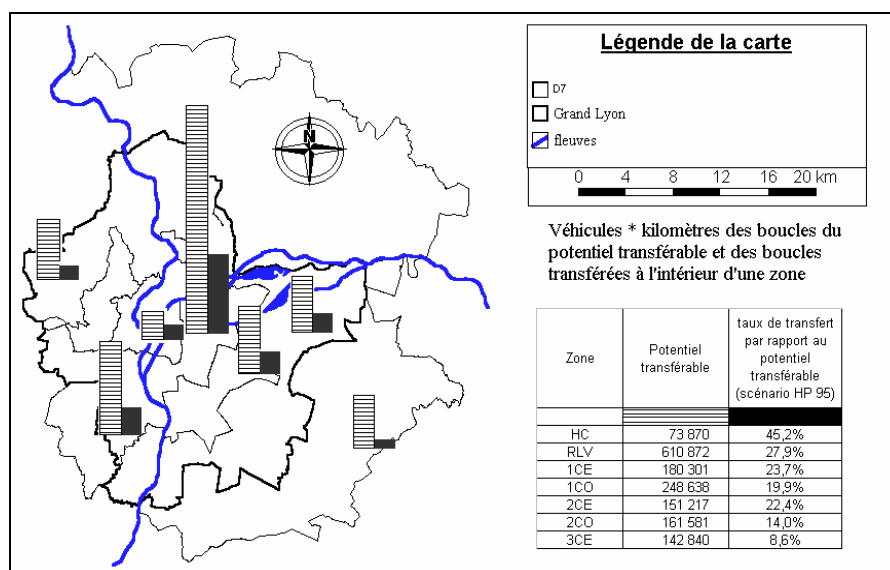 N
Légende de la carte
D7
Grand Lyon
fleuves
0 4 8 12 16 20 km
Véhicules * kilomètres des boucles du
potentiel transférable et des boucles
transférées à l'intérieur d'une zone
Zone
Potentiel
transférable
taux de transfert
par rapport au
potentiel
transférable
(scénario HP 95)
HC 73 870 45,2%
RLV 610 872 27,9%
1CE 180 301 23,7%
1CO 248 638 19,9%
2CE 151 217 22,4%
2CO 161 581 14,0%
3CE 142 840 8,6%